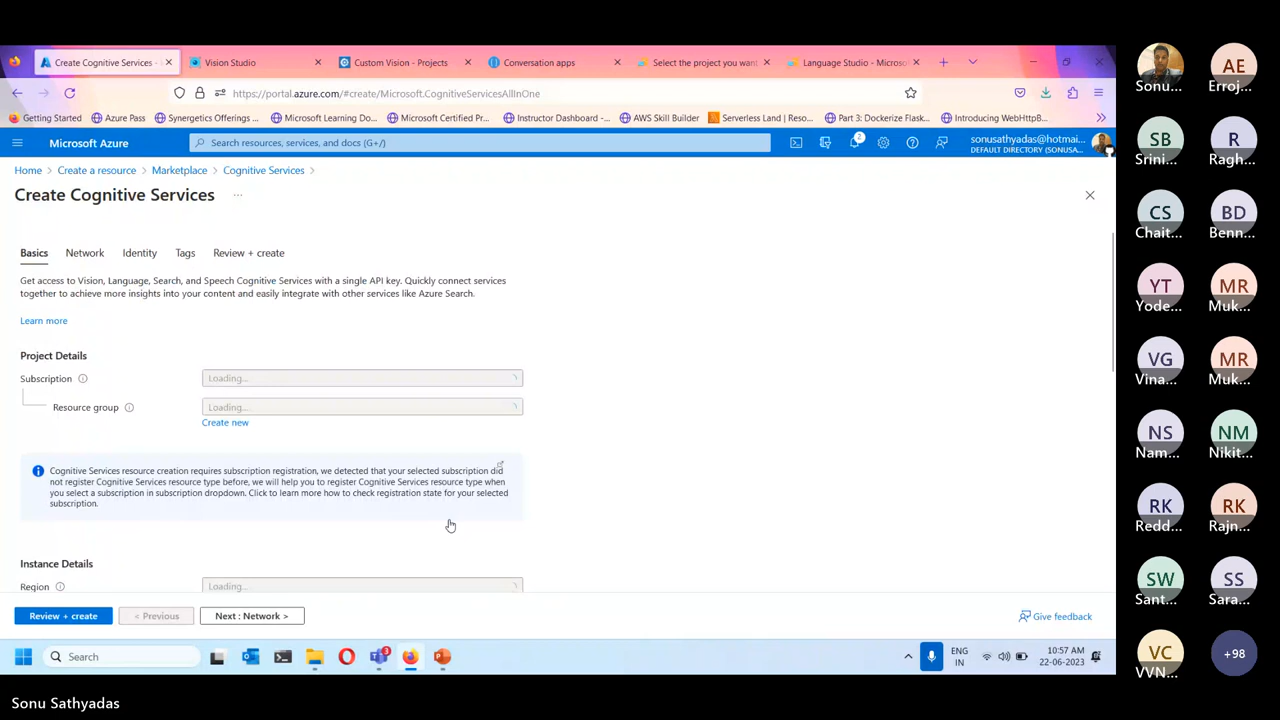 Create Cognitive Services -
Vision Studio
Custom Vision - Projects
Conversation apps
Select the project you want
Language Studio - Microso
https://portal.azure.com/#create/Microsoft.CognitiveServicesAllInOne
Getting Started
Azure Pass
Synergetics Offerings ...
Microsoft Learning Do...
Microsoft Certified Pr...
Instructor Dashboard -...
AWS Skill Builder
Serverless Land | Reso...
Part 3: Dockerize Flask...
Introducing WebHttpB...
Microsoft Azure
Search resources, services, and docs (G+/)
2
sonusathyadas@hotmai...
DEFAULT DIRECTORY (SONUSA...
Home > Create a resource > Marketplace > Cognitive Services >
Create Cognitive Services ...
Basics Network Identity Tags Review + create
Get access to Vision, Language, Search, and Speech Cognitive Services with a single API key. Quickly connect services
together to achieve more insights into your content and easily integrate with other services like Azure Search.
Learn more
Project Details
Subscription
Loading...
Resource group
Loading...
Create new
Cognitive Services resource creation requires subscription registration, we detected that your selected subscription did
not register Cognitive Services resource type before, we will help you to register Cognitive Services resource type when
you select a subscription in subscription dropdown. Click to learn more how to check registration state for your selected
subscription.
Instance Details
Region
Loading...
Review + create
< Previous
Next : Network >
Give feedback
Search
3
ENG
IN
10:57 AM
22-06-2023
Sonu Sathyadas
Sonu...
AE
Erroj...
SB
Srini...
R
Ragh...
CS
Chait...
BD
Benn...
YT
Yode...
MR
Muk...
VG
Vina...
MR
Muk...
NS
Nam...
NM
Nikit...
RK
Redd...
RK
Rajn...
SW
Sant...
SS
Sara...
VC
VVN...
+98